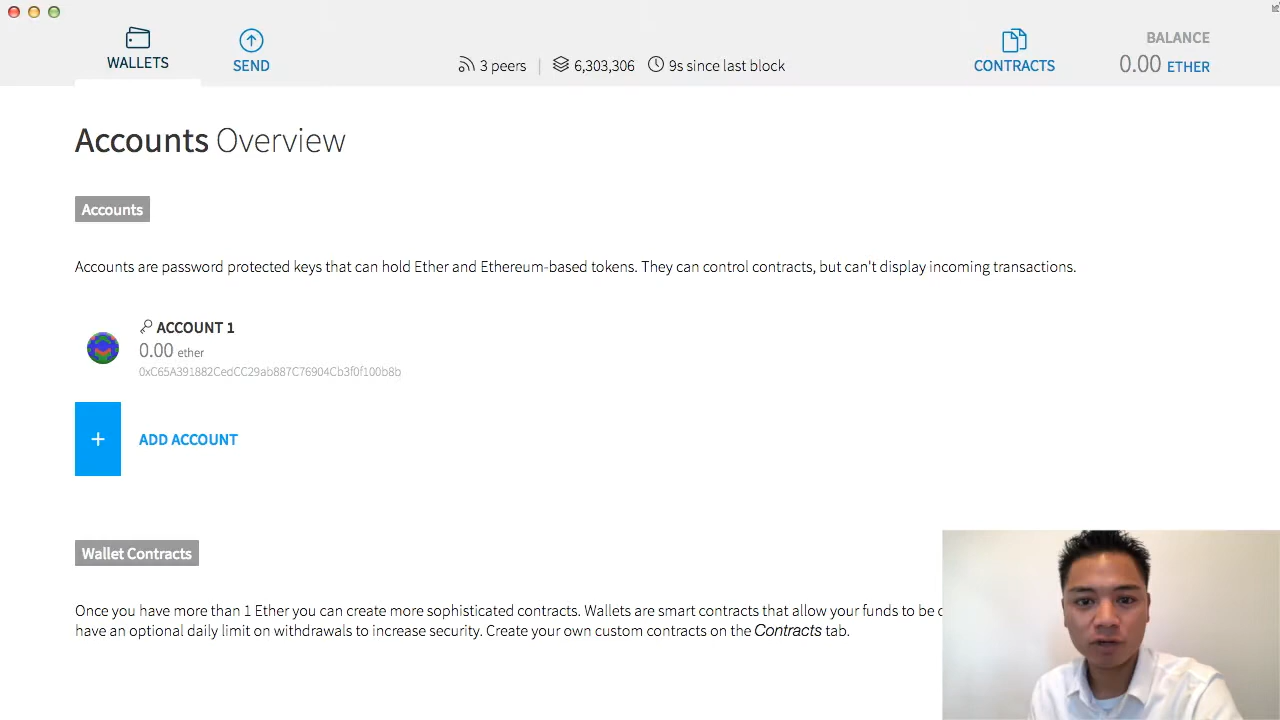 WALLETS
SEND
3 peers | 6,303,306 9s since last block
CONTRACTS
BALANCE
0.00 ETHER
Accounts Overview
Accounts
Accounts are password protected keys that can hold Ether and Ethereum-based tokens. They can control contracts, but can't display incoming transactions.
ACCOUNT 1
0.00 ether
0xC65A391882CedCC29ab887C76904Cb3f0f100b8b
+ ADD ACCOUNT
Wallet Contracts
Once you have more than 1 Ether you can create more sophisticated contracts. Wallets are smart contracts that allow your funds to be
have an optional daily limit on withdrawals to increase security. Create your own custom contracts on the Contracts tab.